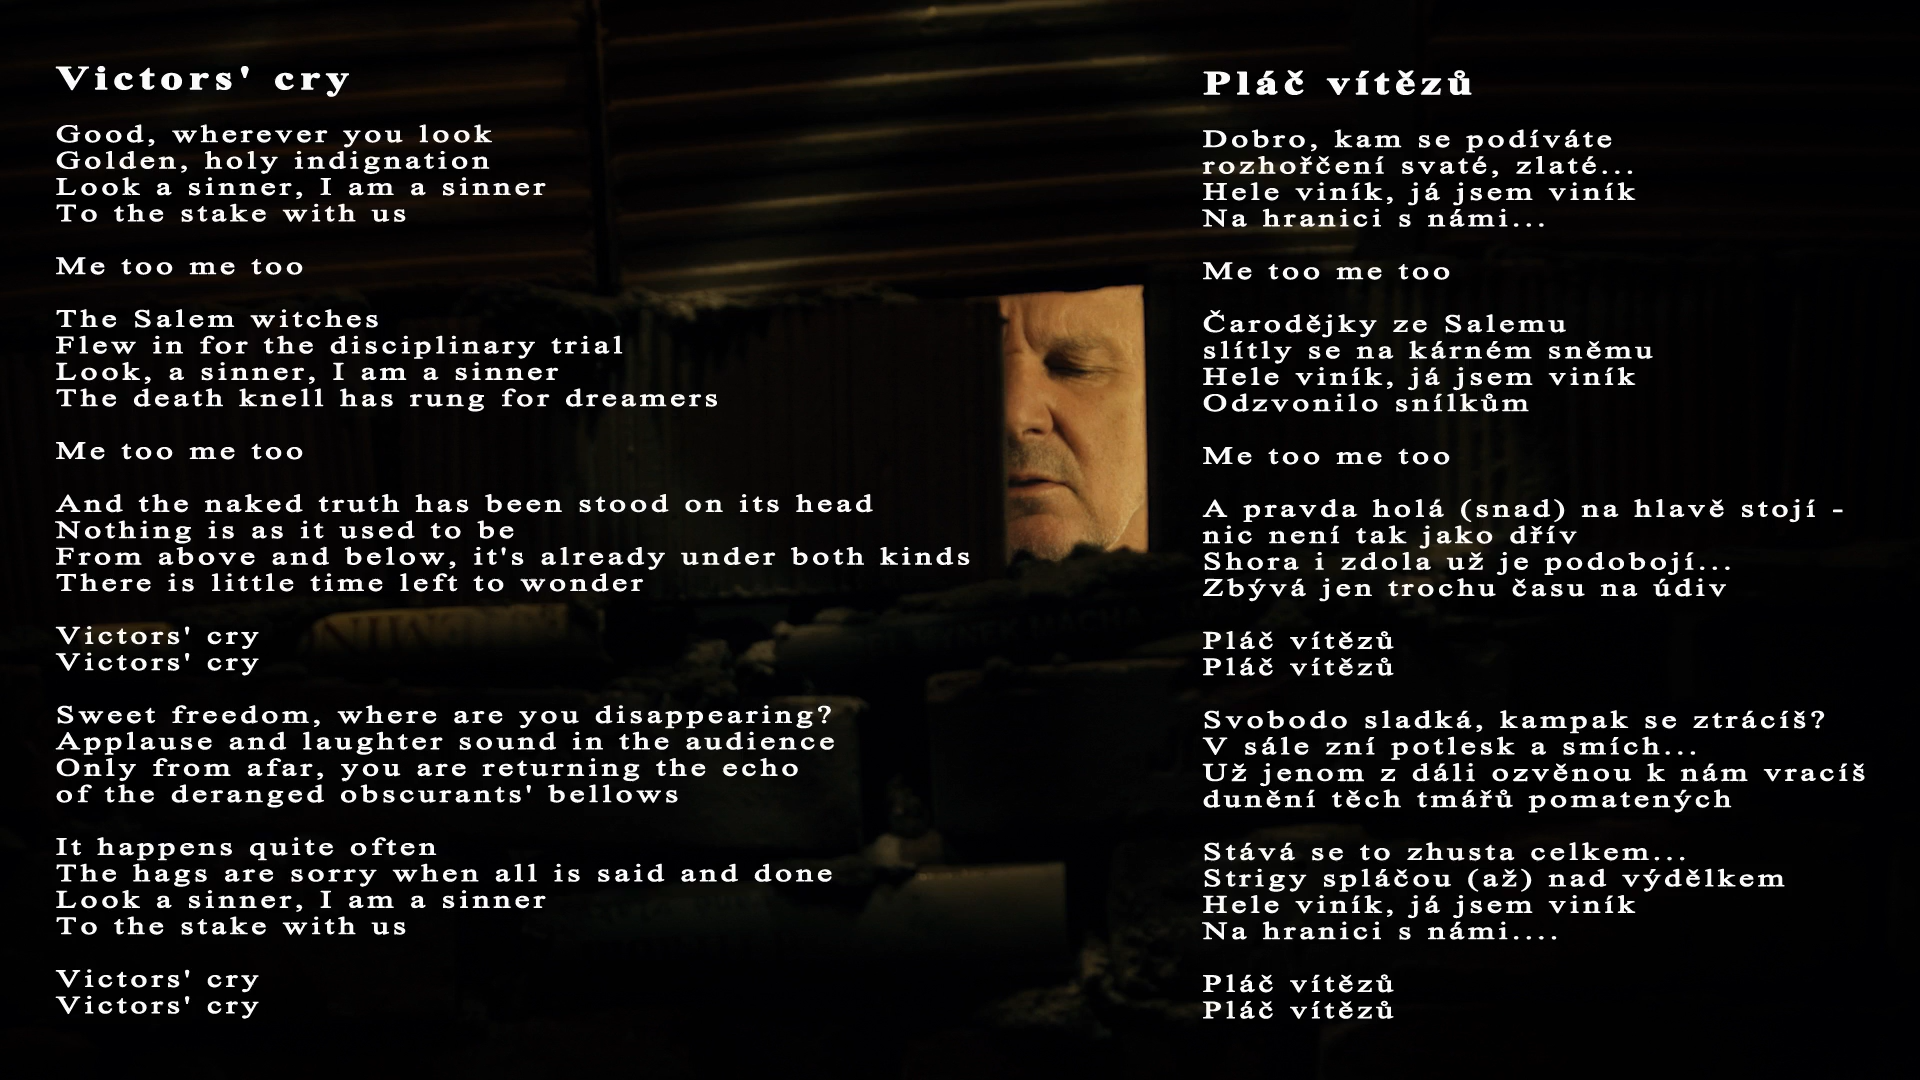 Victors' cry
Good, wherever you look
Golden, holy indignation
Look a sinner, I am a sinner
To the stake with us
Me too me too
The Salem witches
Flew in for the disciplinary trial
Look, a sinner, I am a sinner
The death knell has rung for dreamers
Me too me too
And the naked truth has been stood on its head
Nothing is as it used to be
From above and below, it's already under both kinds
There is little time left to wonder
Victors' cry
Victors' cry
Sweet freedom, where are you disappearing?
Applause and laughter sound in the audience
Only from afar, you are returning the echo
of the deranged obscurants' bellows
It happens quite often
The hags are sorry when all is said and done
Look a sinner, I am a sinner
To the stake with us
Victors' cry
Victors' cry
Pláč vítězů
Dobro, kam se podíváte
rozhořčení svaté, zlaté...
Hele viník, já jsem viník
Na hranici s námi...
Me too me too
Čarodějky ze Salemu
slítly se na kárném sněmu
Hele viník, já jsem viník
Odzvonilo snílkům
Me too me too
A pravda holá (snad) na hlavě stojí -
nic není tak jako dřív
Shora i zdola už je podobojí...
Zbývá jen trochu času na údiv
Pláč vítězů
Pláč vítězů
Svobodo sladká, kampak se ztrácíš?
V sále zní potlesk a smích...
Už jenom z dáli ozvěnou k nám vracíš
dunění těch tmářů pomatených
Stává se to zhusta celkem...
Strigy spláčou (až) nad výdělkem
Hele viník, já jsem viník
Na hranici s námi....
Pláč vítězů
Pláč vítězů